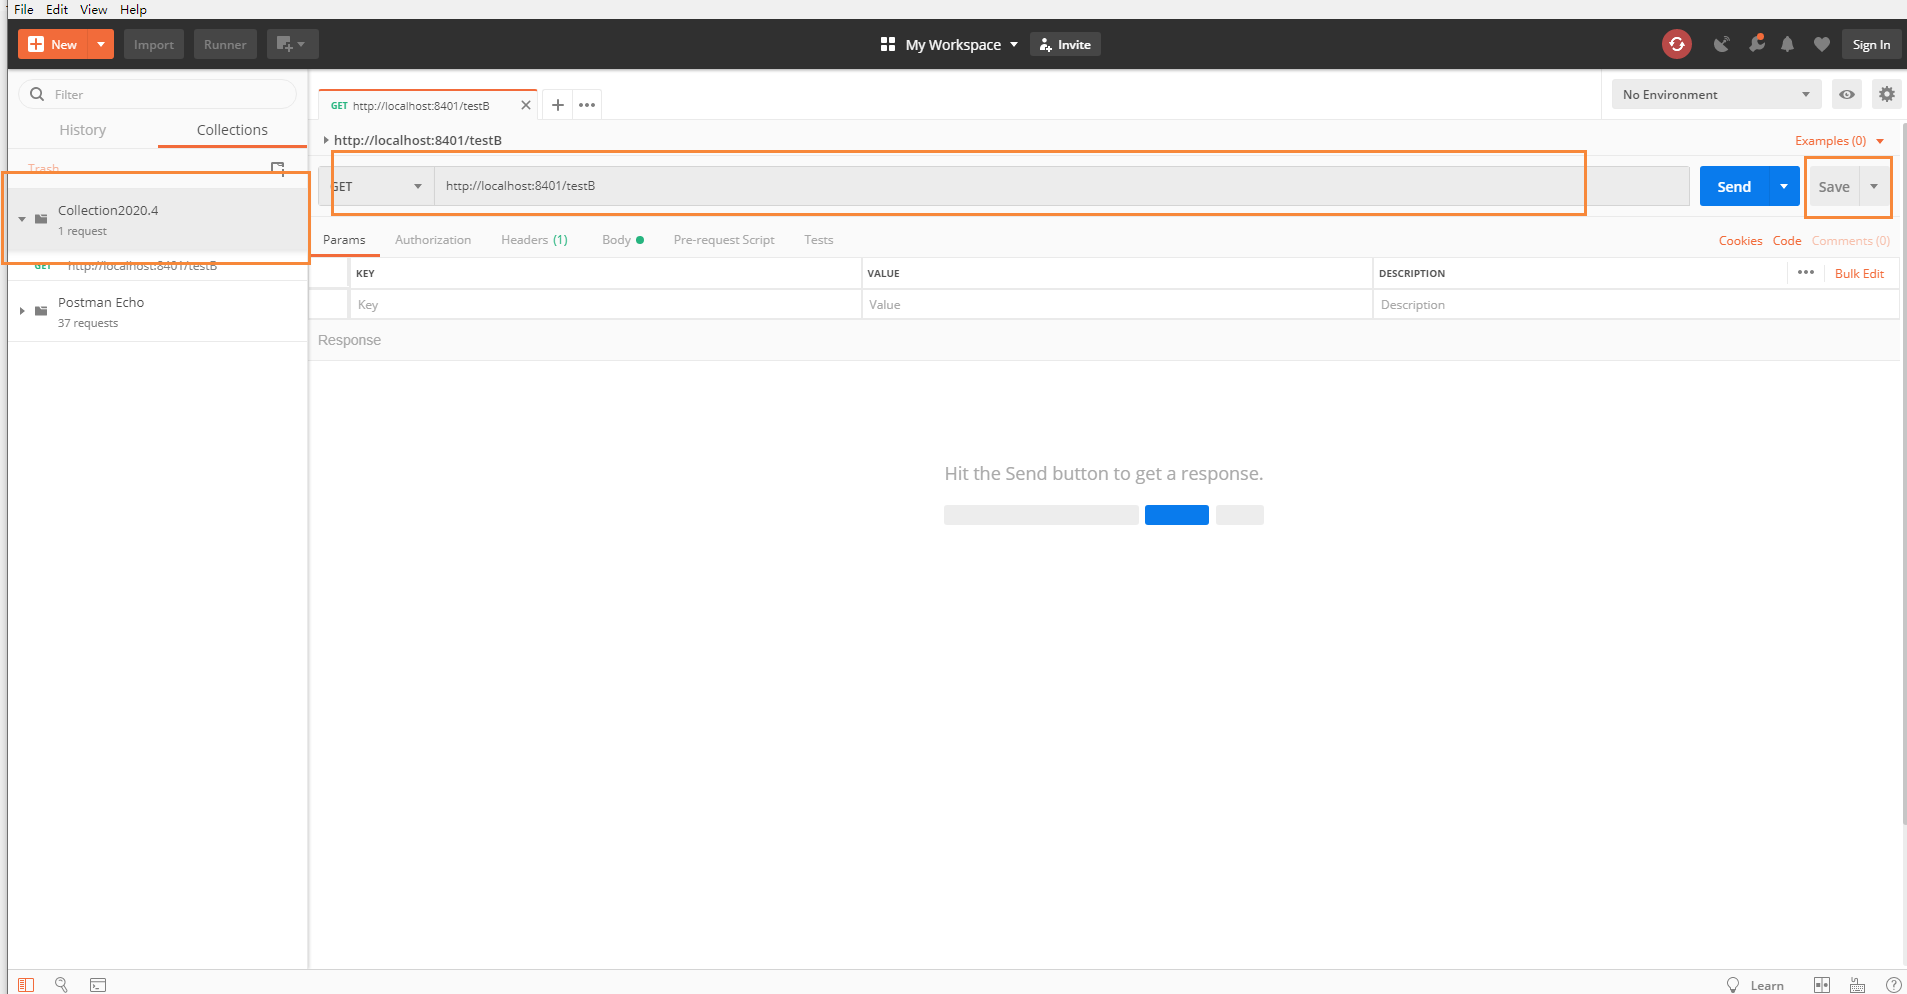 File Edit View Help
New Import Runner My Workspace Invite Sign In
Filter
GET http://localhost:8401/testB No Environment
History Collections
http://localhost:8401/testB Examples (0)
Trash
GET http://localhost:8401/testB Send Save
Collection2020.4
1 request
Params Authorization Headers (1) Body Pre-request Script Tests Cookies Code Comments (0)
GET http://localhost:8401/testB
KEY VALUE DESCRIPTION Bulk Edit
Postman Echo
37 requests
Key Value Description
Response
Hit the Send button to get a response.
Learn